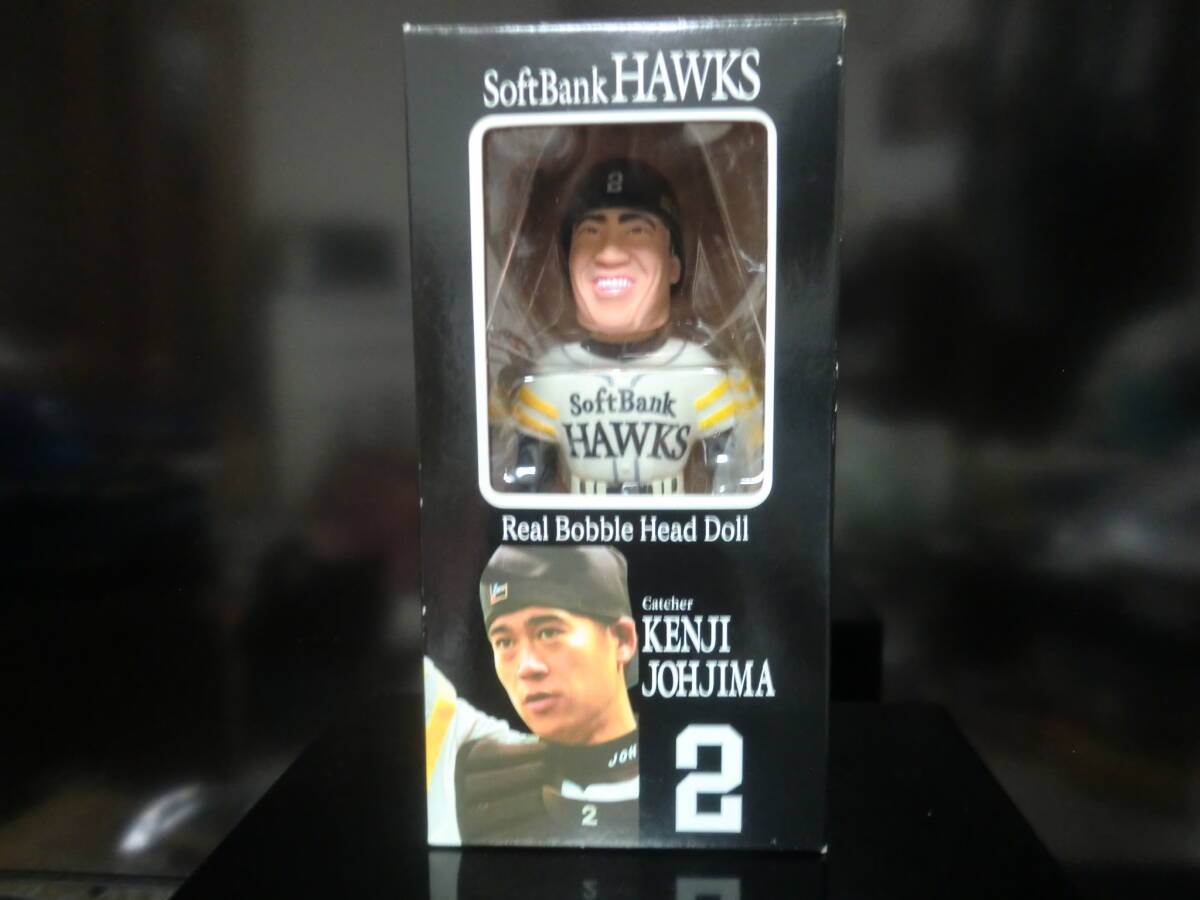 SoftBank HAWKS
2
SoftBank
HAWKS
Real Bobble Head Doll
Catcher
KENJI
JOHJIMA
JOH
2
2